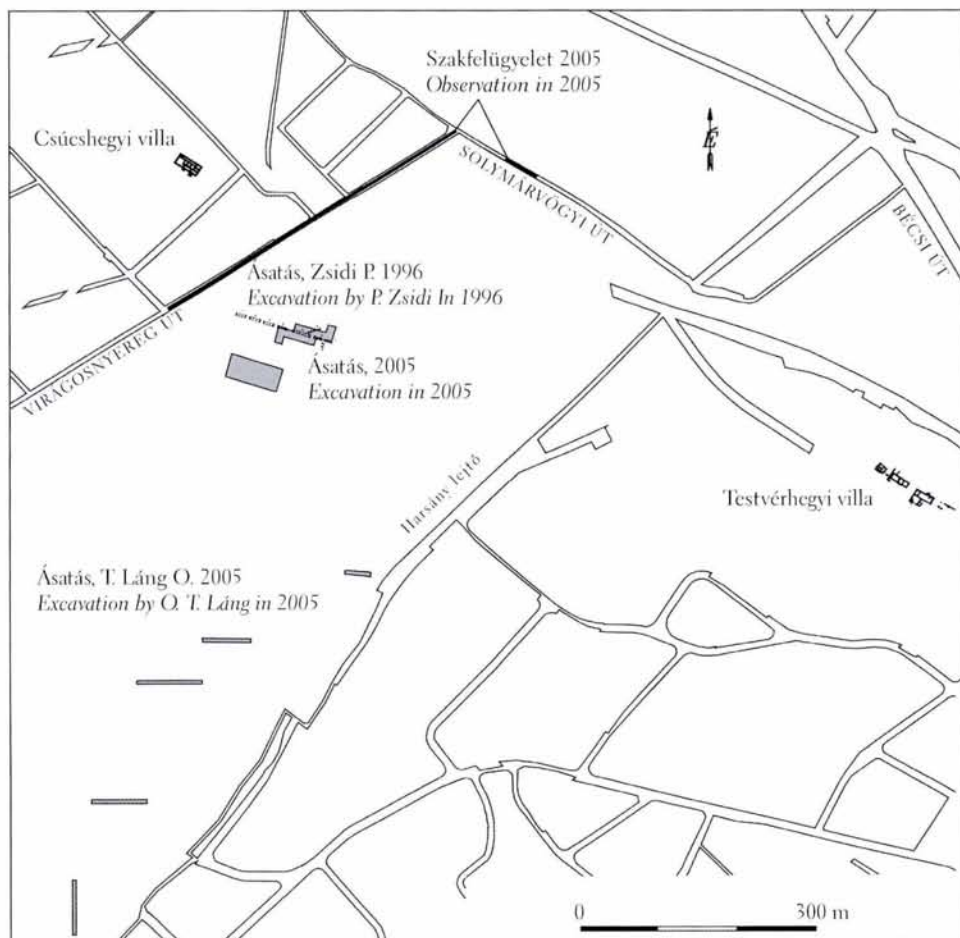 Szakfelügyelet 2005
Observation in 2005
Csúcshegyi villa
É
SOLYMÁRVÖGYI ÚT
BÉCSI ÚT
Ásatás, Zsidi P. 1996
Excavation by P. Zsidi In 1996
Ásatás, 2005
Excavation in 2005
VIRÁGOSNYEREG ÚT
Harsány lejtő
Testvérhegyi villa
Ásatás, T. Láng O. 2005
Excavation by O. T. Láng in 2005
0 300 m